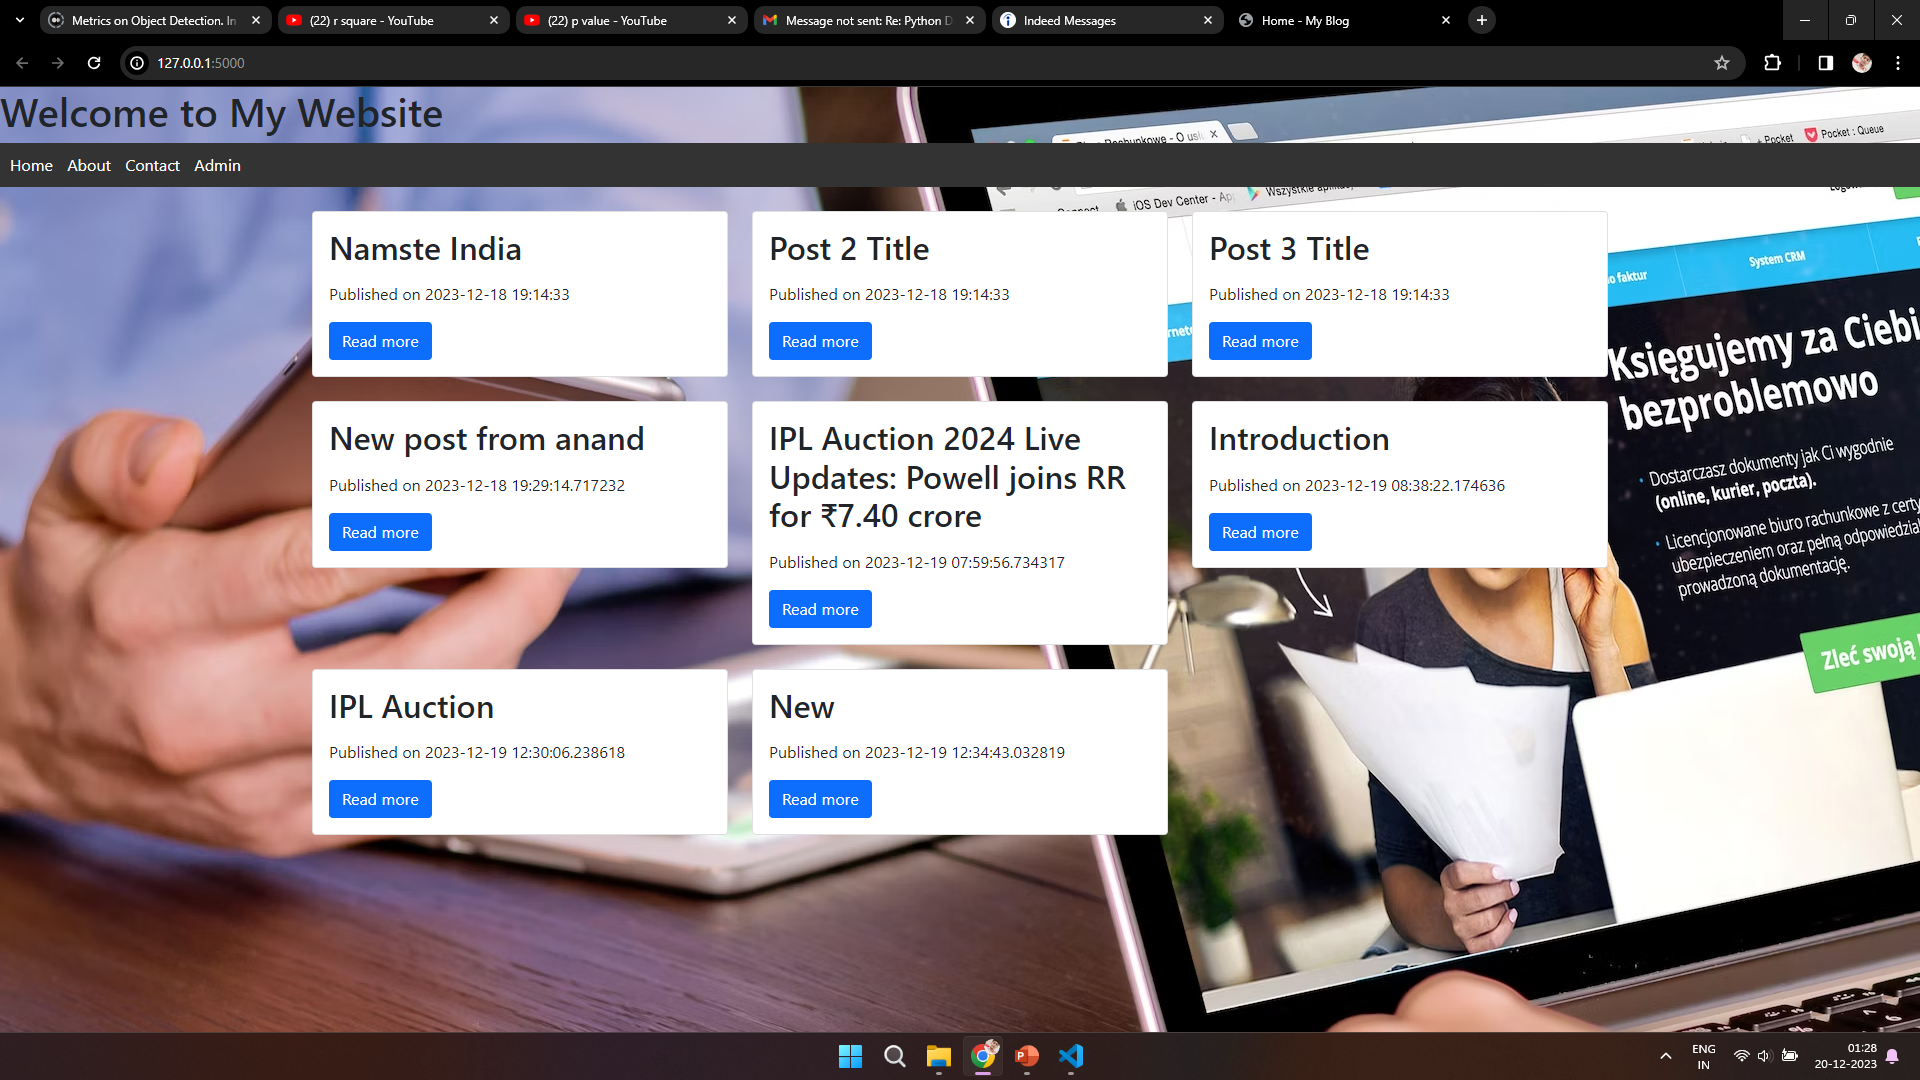 Metrics on Object Detection. In
(22) r square - YouTube
(22) p value - YouTube
Message not sent: Re: Python D
Indeed Messages
Home - My Blog
127.0.0.1:5000
Welcome to My Website
Home
About
Contact
Admin
Rachunkowe - O usł
+ Pocket
Pocket : Queue
iOS Dev Center - App
Wszystkie
System CRM
faktur
Namste India
Published on 2023-12-18 19:14:33
Read more
Post 2 Title
Published on 2023-12-18 19:14:33
Read more
Post 3 Title
Published on 2023-12-18 19:14:33
Read more
Księgujemy za Ciebi
bezproblemowo
• Dostarczasz dokumenty jak Ci wygodnie
(online, kurier, poczta).
• Licencjonowane biuro rachunkowe z certy
ubezpieczeniem oraz pełną odpowiedzial
prowadzoną dokumentację.
Zleć swoją
New post from anand
Published on 2023-12-18 19:29:14.717232
Read more
IPL Auction 2024 Live
Updates: Powell joins RR
for ₹7.40 crore
Published on 2023-12-19 07:59:56.734317
Read more
Introduction
Published on 2023-12-19 08:38:22.174636
Read more
IPL Auction
Published on 2023-12-19 12:30:06.238618
Read more
New
Published on 2023-12-19 12:34:43.032819
Read more
ENG
IN
01:28
20-12-2023